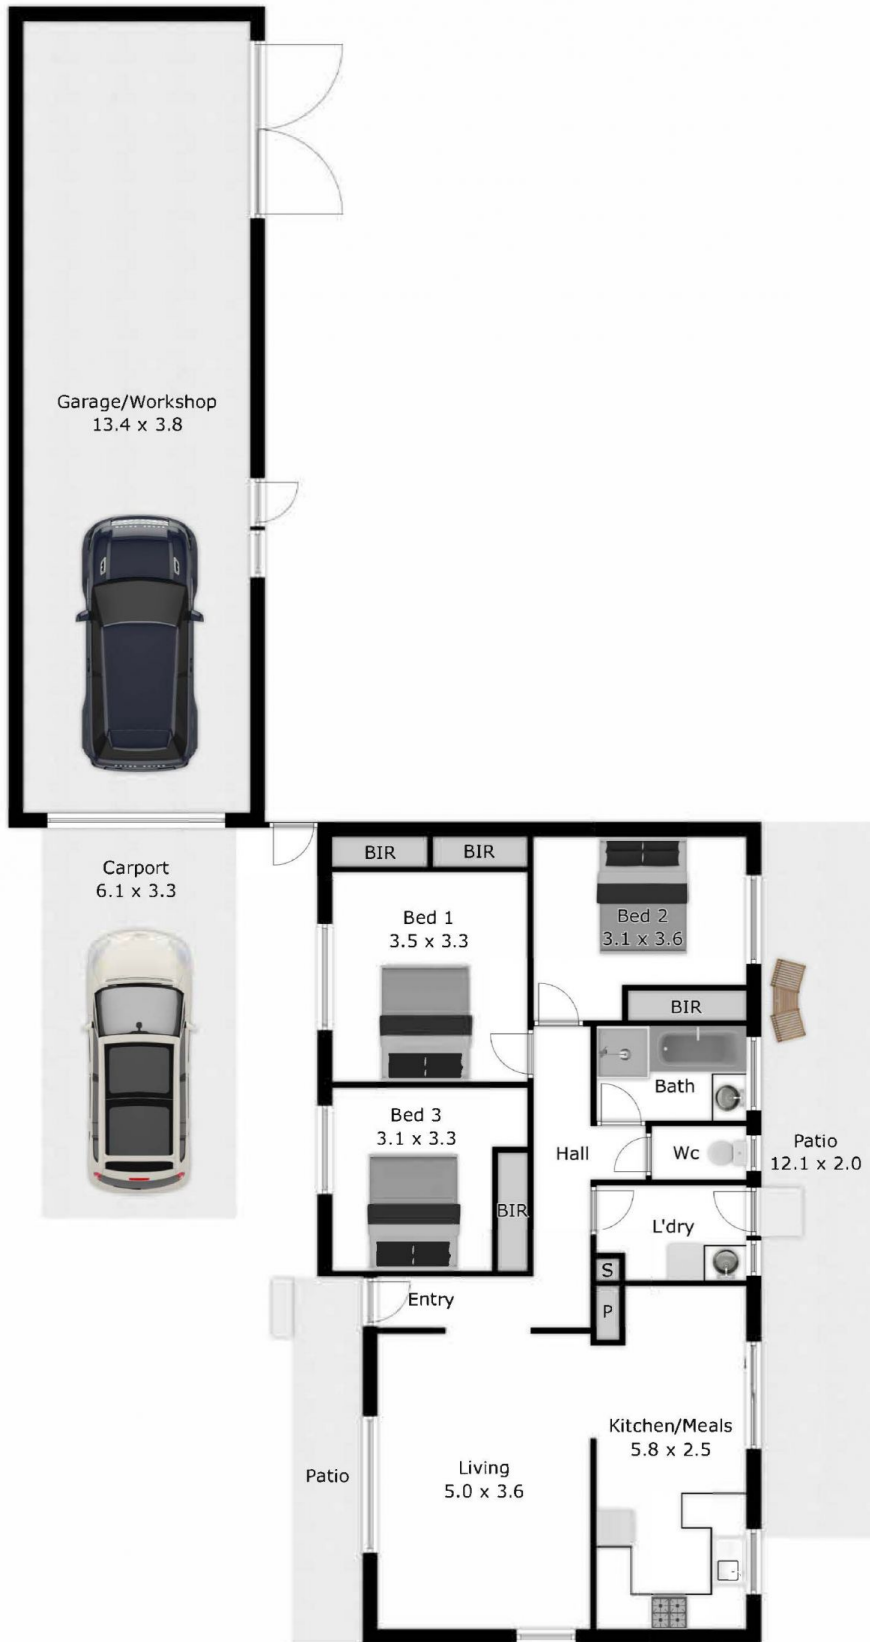 Garage/Workshop
13.4 x 3.8
Carport
6.1 x 3.3
BIR
BIR
Bed 1
3.5 x 3.3
Bed 2
3.1 x 3.6
BIR
Bath
Bed 3
3.1 x 3.3
BIR
Hall
Wc
Patio
12.1 x 2.0
L'dry
S
P
Entry
Kitchen/Meals
5.8 x 2.5
Living
5.0 x 3.6
Patio